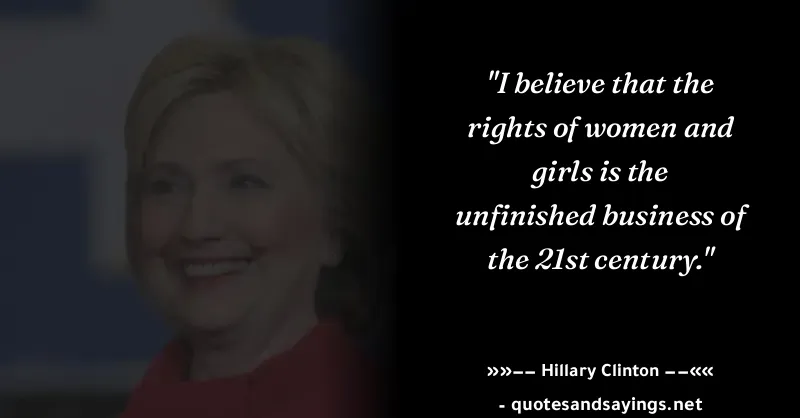 "I believe that the
rights of women and
girls is the
unfinished business of
the 21st century."
»»–– Hillary Clinton ––««
- quotesandsayings.net